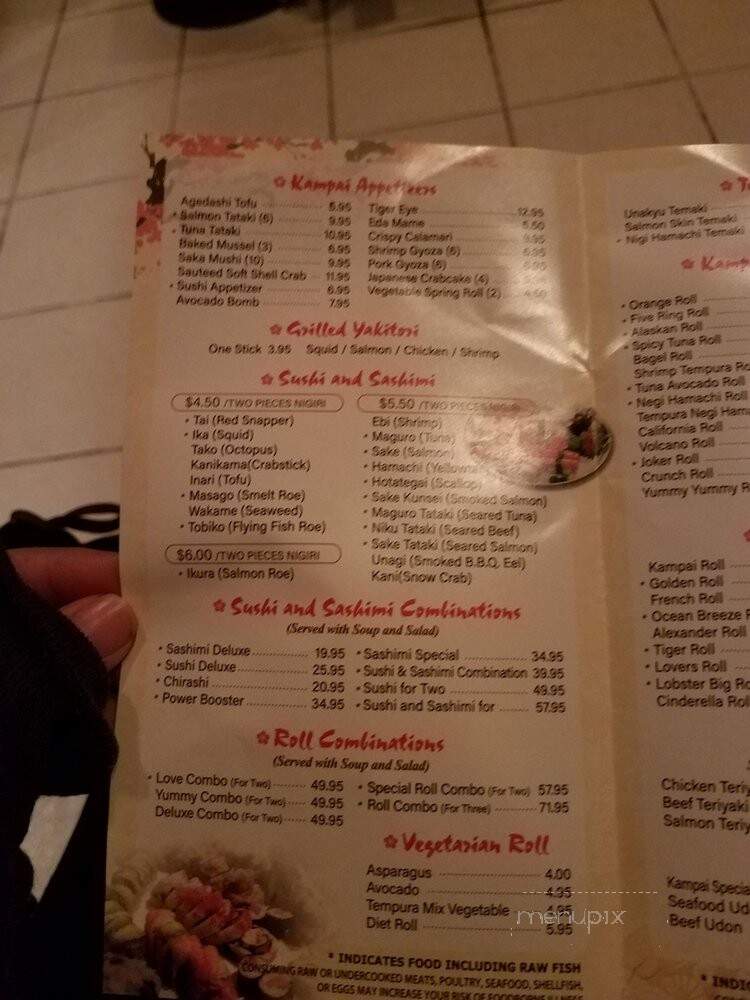 Kampai Appetizers
Agedashi Tofu 5.95
* Salmon Tataki (6) 9.95
* Tuna Tataki 10.95
Baked Mussel (3) 6.95
Saka Mushi (10) 9.95
Sauteed Soft Shell Crab 11.95
* Sushi Appetizer 6.95
Avocado Bomb 7.95
Tiger Eye 12.95
Eda Mame 5.50
Crispy Calamari
Shrimp Gyoza (6)
Pork Gyoza (6)
Japanese Crabcake (4)
Vegetable Spring Roll (2) 4.50
Grilled Yakitori
One Stick 3.95 Squid / Salmon / Chicken / Shrimp
Sushi and Sashimi
$4.50 /TWO PIECES NIGIRI
* Tai (Red Snapper)
* Ika (Squid)
Tako (Octopus)
Kanikama(Crabstick)
Inari (Tofu)
* Masago (Smelt Roe)
Wakame (Seaweed)
* Tobiko (Flying Fish Roe)
$6.00 /TWO PIECES NIGIRI
* Ikura (Salmon Roe)
$5.50 /TWO PIECES NIGIRI
Ebi (Shrimp)
* Maguro (Tuna)
* Sake (Salmon)
* Hamachi (Yellowta
* Hotategai (Scallop)
* Sake Kunsei (Smoked Salmon)
* Maguro Tataki (Seared Tuna)
* Niku Tataki (Seared Beef)
* Sake Tataki (Seared Salmon)
Unagi (Smoked B.B.Q. Eel)
Kani(Snow Crab)
Sushi and Sashimi Combinations
(Served with Soup and Salad)
* Sashimi Deluxe 19.95
* Sushi Deluxe 25.95
* Chirashi 20.95
* Power Booster 34.95
* Sashimi Special 34.95
* Sushi & Sashimi Combination 39.95
* Sushi for Two 49.95
* Sushi and Sashimi for 57.95
Roll Combinations
(Served with Soup and Salad)
* Love Combo (For Two) 49.95
Yummy Combo (For Two) 49.95
Deluxe Combo (For Two) 49.95
* Special Roll Combo (For Two) 57.95
* Roll Combo (For Three) 71.95
Vegetarian Roll
Asparagus 4.00
Avocado 4.95
Tempura Mix Vegetable 4.95
Diet Roll 5.95
* INDICATES FOOD INCLUDING RAW FISH
CONSUMING RAW OR UNDERCOOKED MEATS, POULTRY, SEAFOOD, SHELLFISH,
OR EGGS MAY INCREASE YOUR RISK OF FOODBORNE ILLNESS
Unakyu Temaki
Salmon Skin Temaki
* Nigi Hamachi Temaki
Kamp
* Orange Roll
* Five Ring Roll
* Alaskan Roll
* Spicy Tuna Roll
Bagel Roll
Shrimp Tempura Ro
* Tuna Avocado Roll
* Negi Hamachi Roll
Tempura Negi Hama
California Roll
Volcano Roll
* Joker Roll
Crunch Roll
Yummy Yummy R
Kampai Roll
* Golden Roll
French Roll
* Ocean Breeze R
Alexander Roll
* Tiger Roll
* Lovers Roll
* Lobster Big Ro
Cinderella Roll
Chicken Teriy
Beef Teriyaki
Salmon Teriy
Kampai Specia
Seafood Ud
Beef Udon
* INDI
menupix